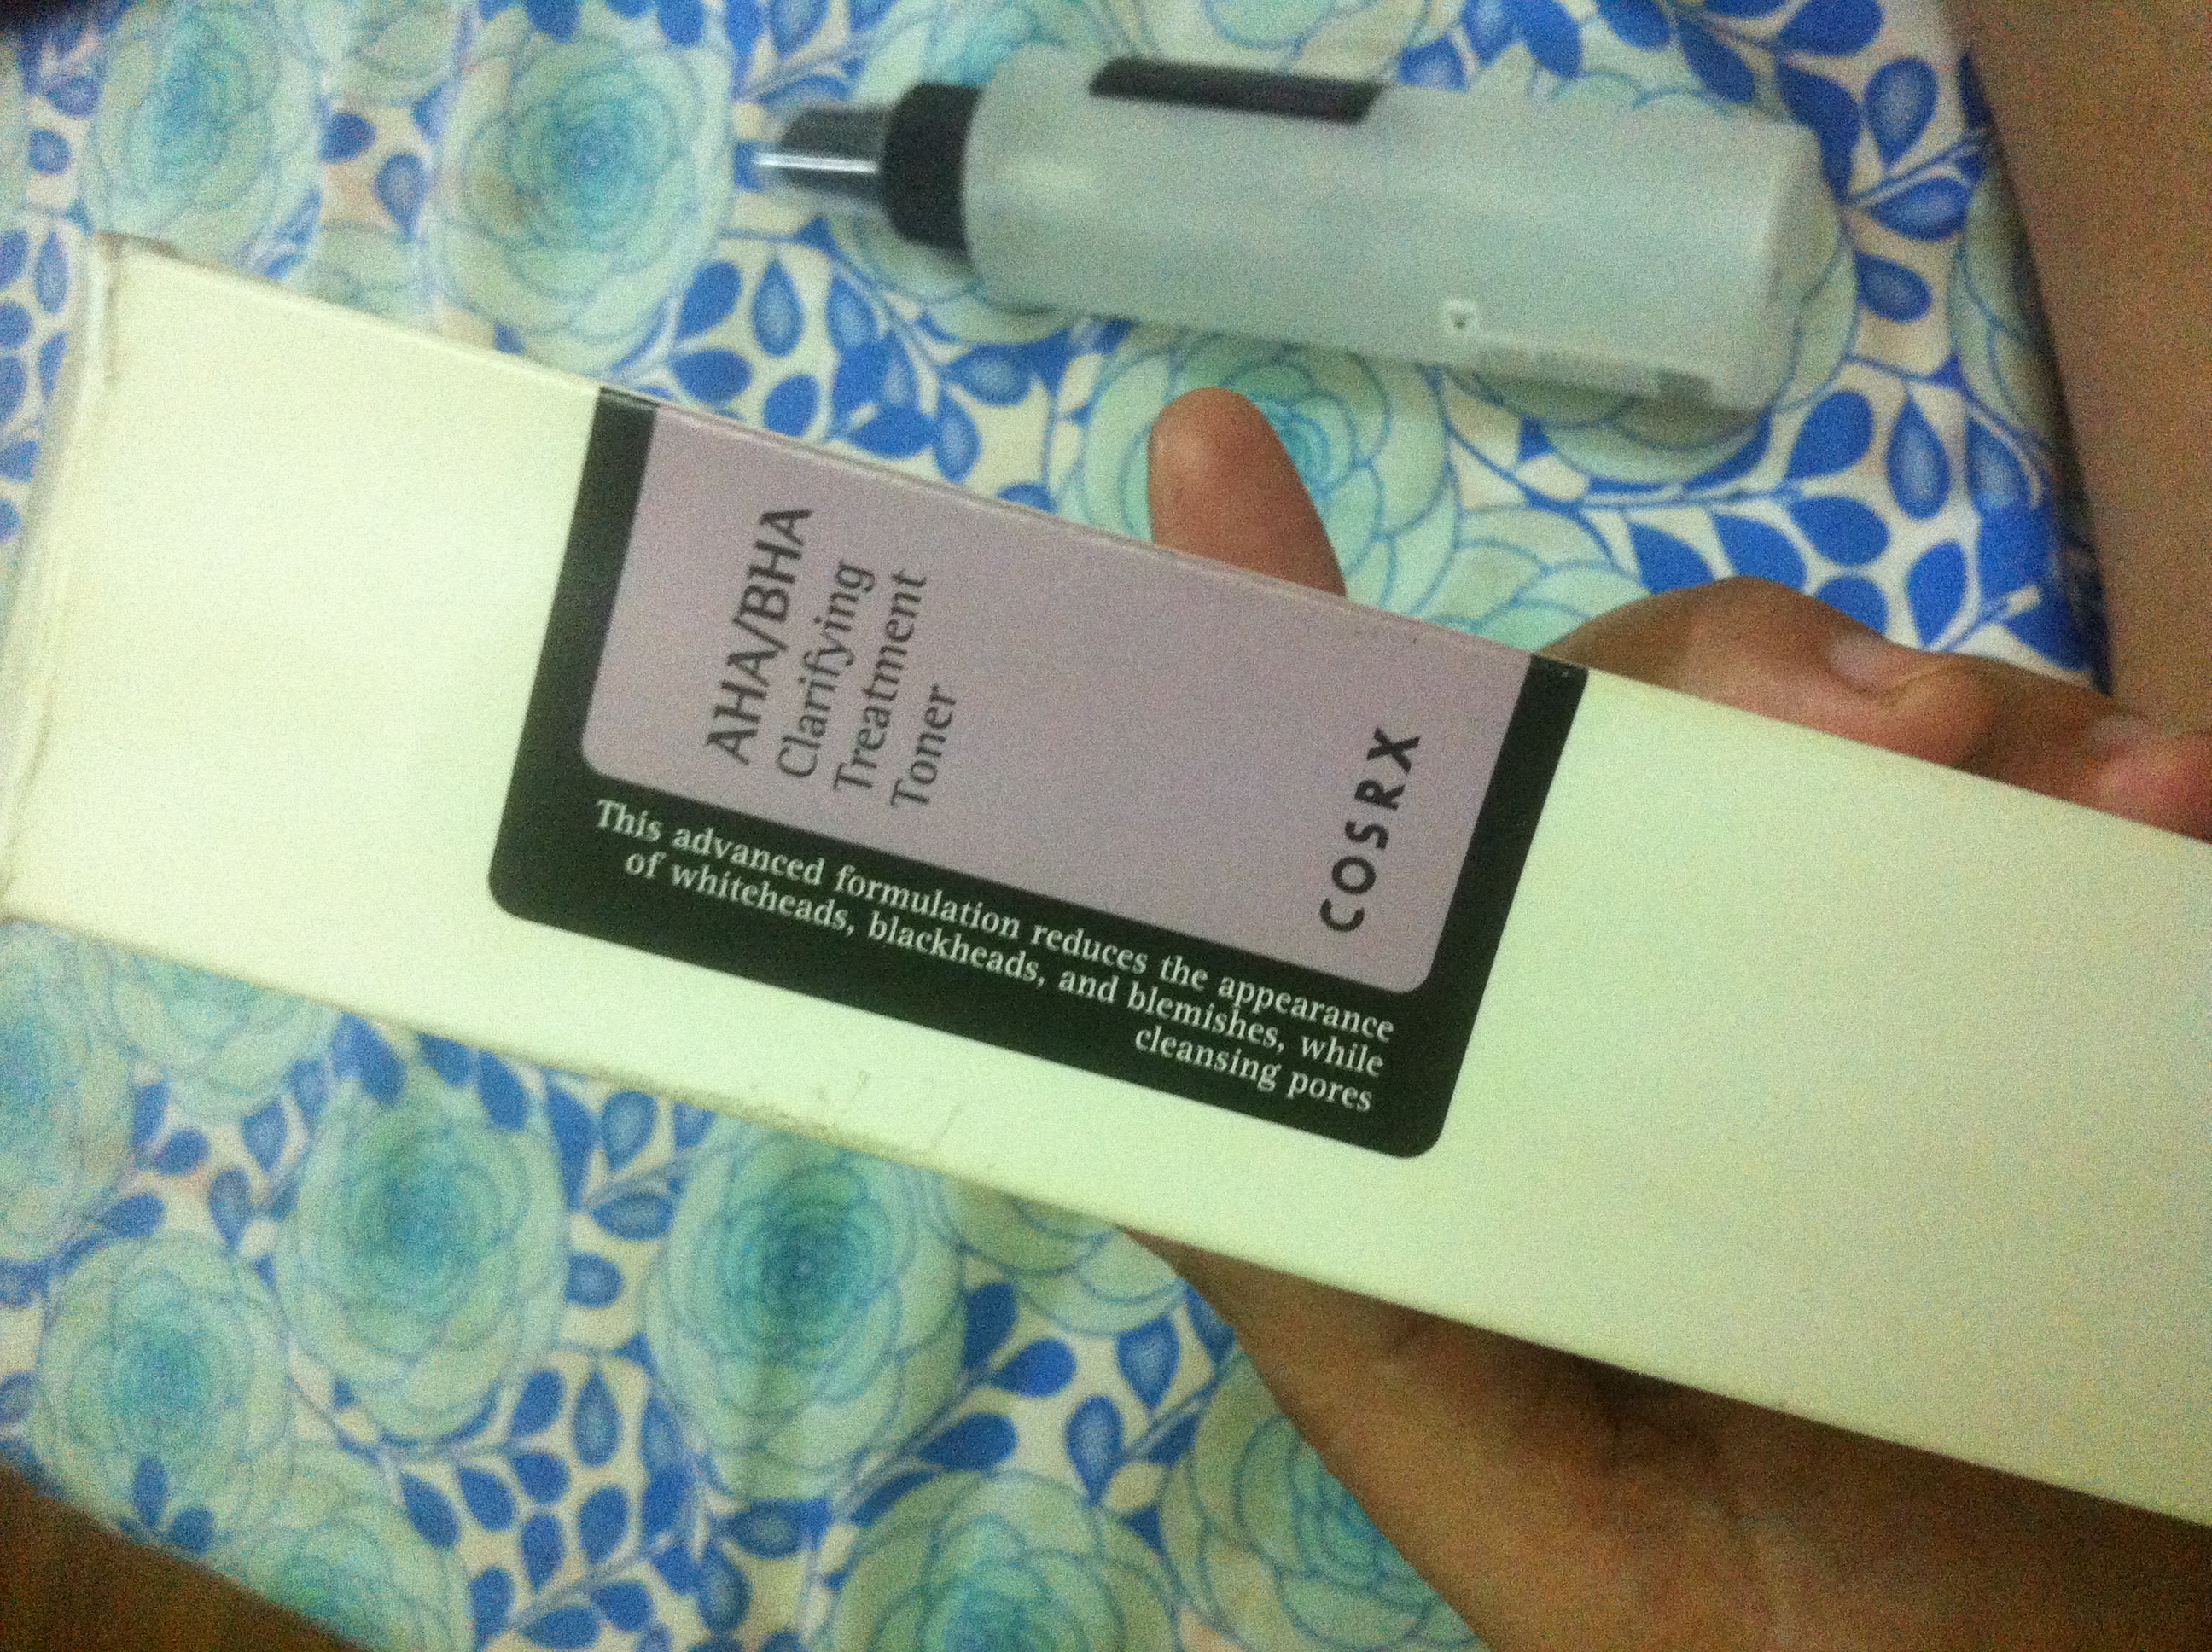 AHA/BHA
Clarifying
Treatment
Toner
COSRX
This advanced formulation reduces the appearance
of whiteheads, blackheads, and blemishes, while
cleansing pores